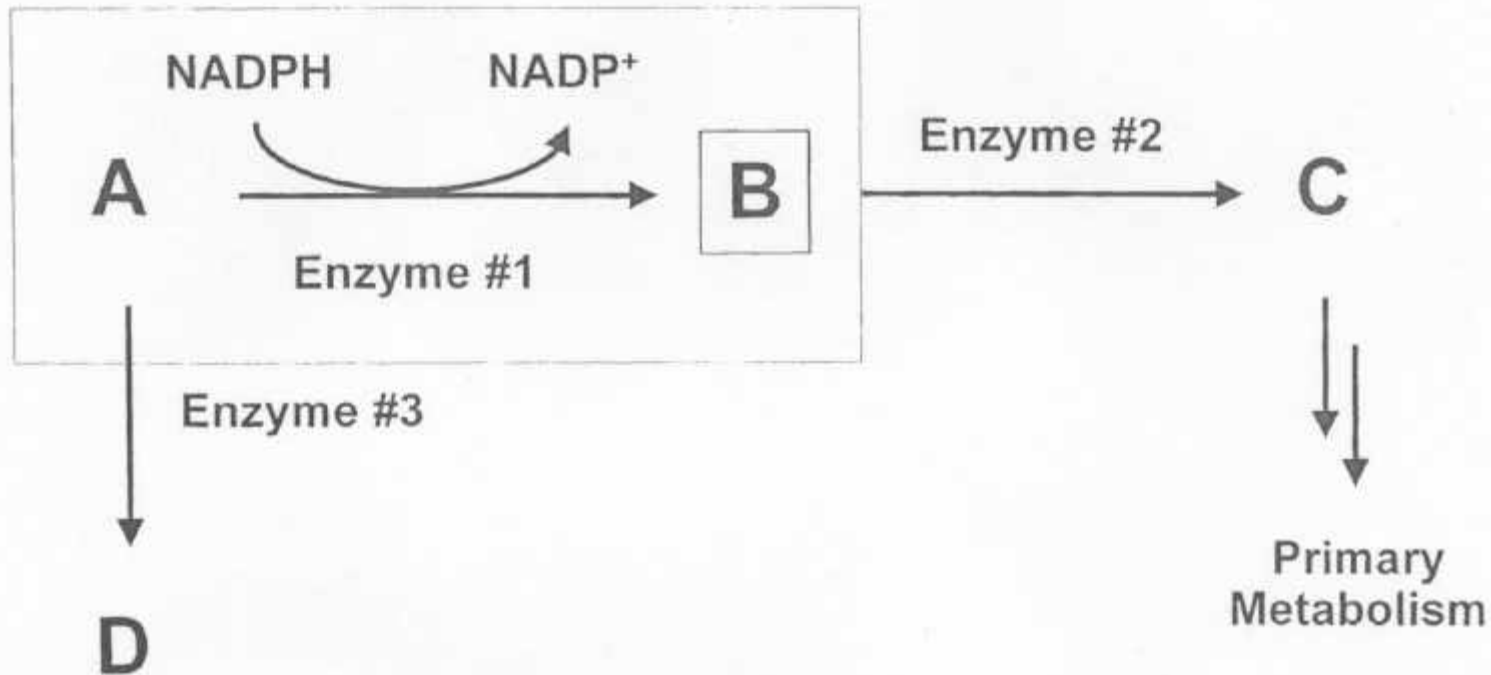 NADPH NADP⁺
Enzyme #2
A B C
Enzyme #1
Enzyme #3
Primary
Metabolism
D